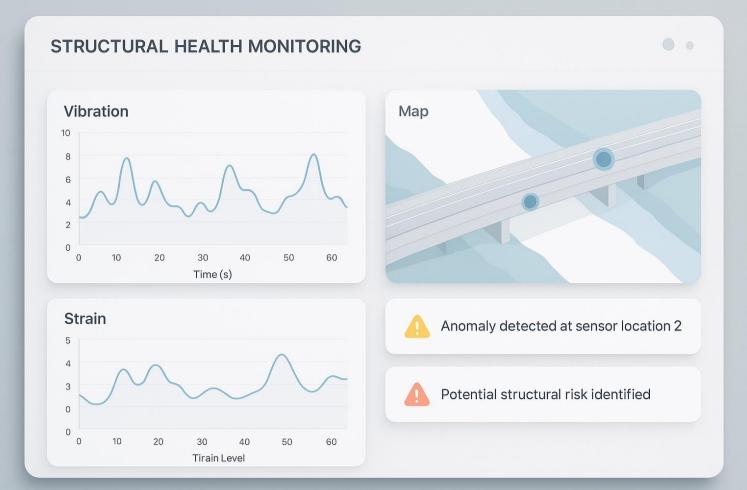 STRUCTURAL HEALTH MONITORING
Vibration
10
8
6
4
2
0
0 10 20 30 40 50 60
Time (s)
Map
Strain
5
4
3
0
0
0 10 20 30 40 50 60
Tirain Level
Anomaly detected at sensor location 2
Potential structural risk identified